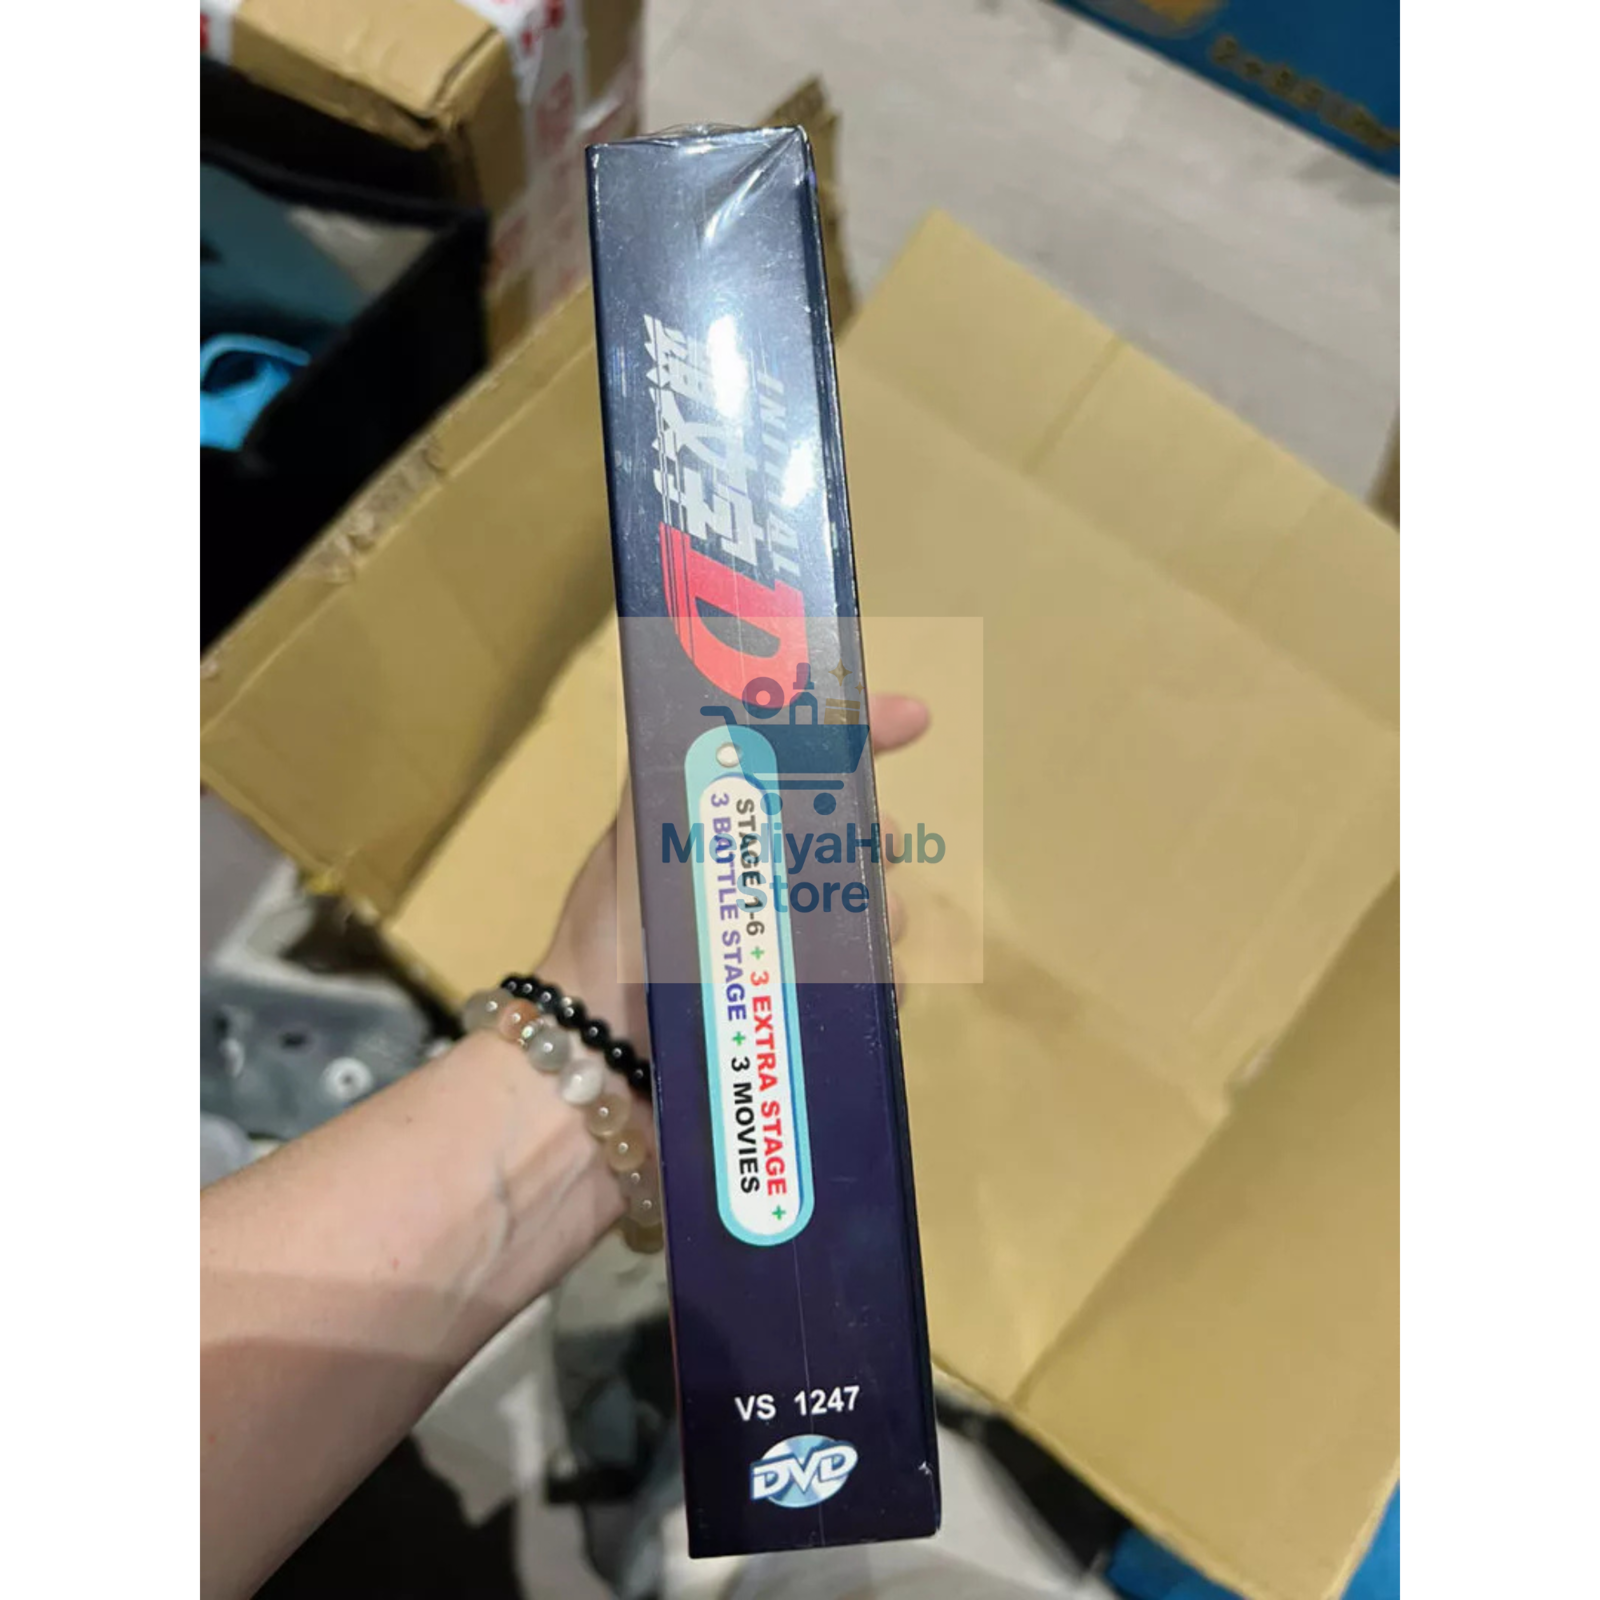 INITIAL
头文字
D
STAGE 1-6 + 3 EXTRA STAGE +
3 BATTLE STAGE + 3 MOVIES
VS 1247
DVD
MediyaHub
Store